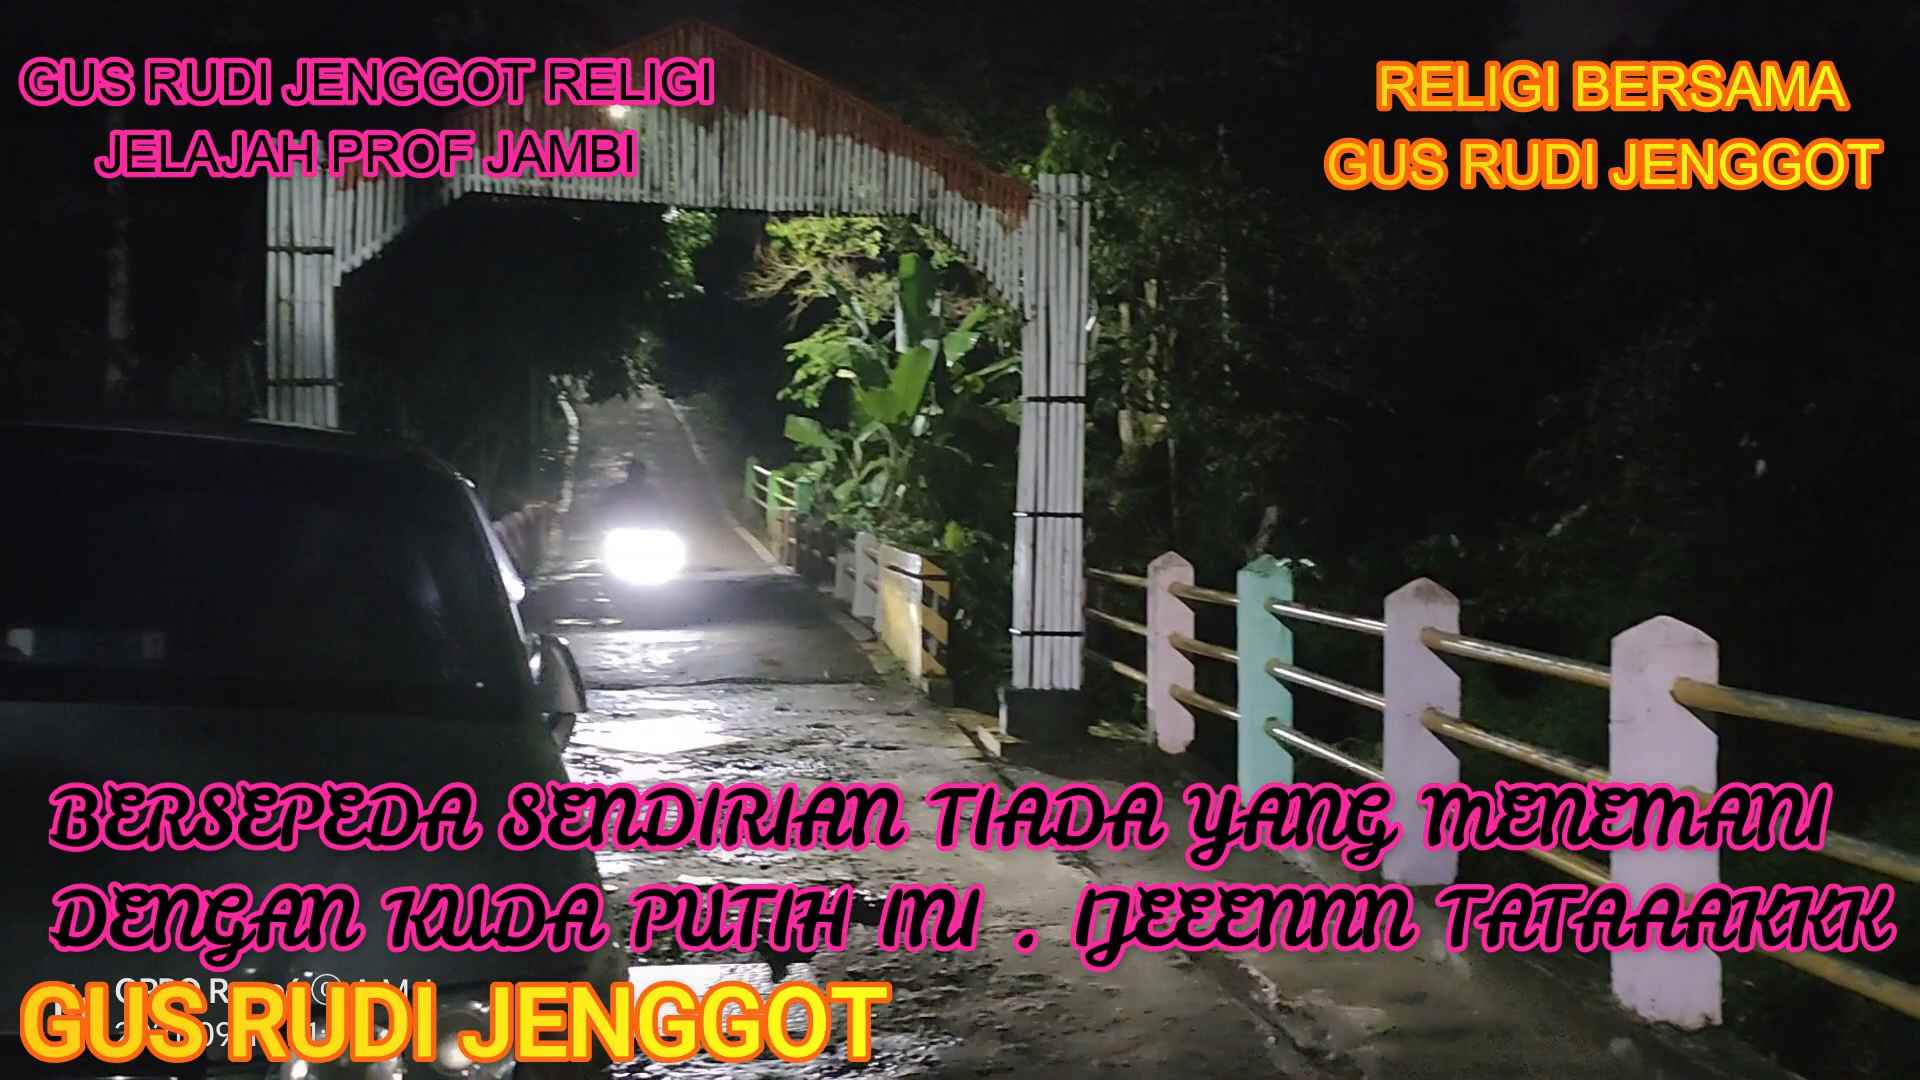 GUS RUDI JENGGOT RELIGI
JELAJAH PROF JAMBI
RELIGI BERSAMA
GUS RUDI JENGGOT
BERSEPEDA SENDIRIAN TIADA YANG MENEMANI
DENGAN KUDA PUTIH INI . IJEEENNN TATAAAKKK
GUS RUDI JENGGOT